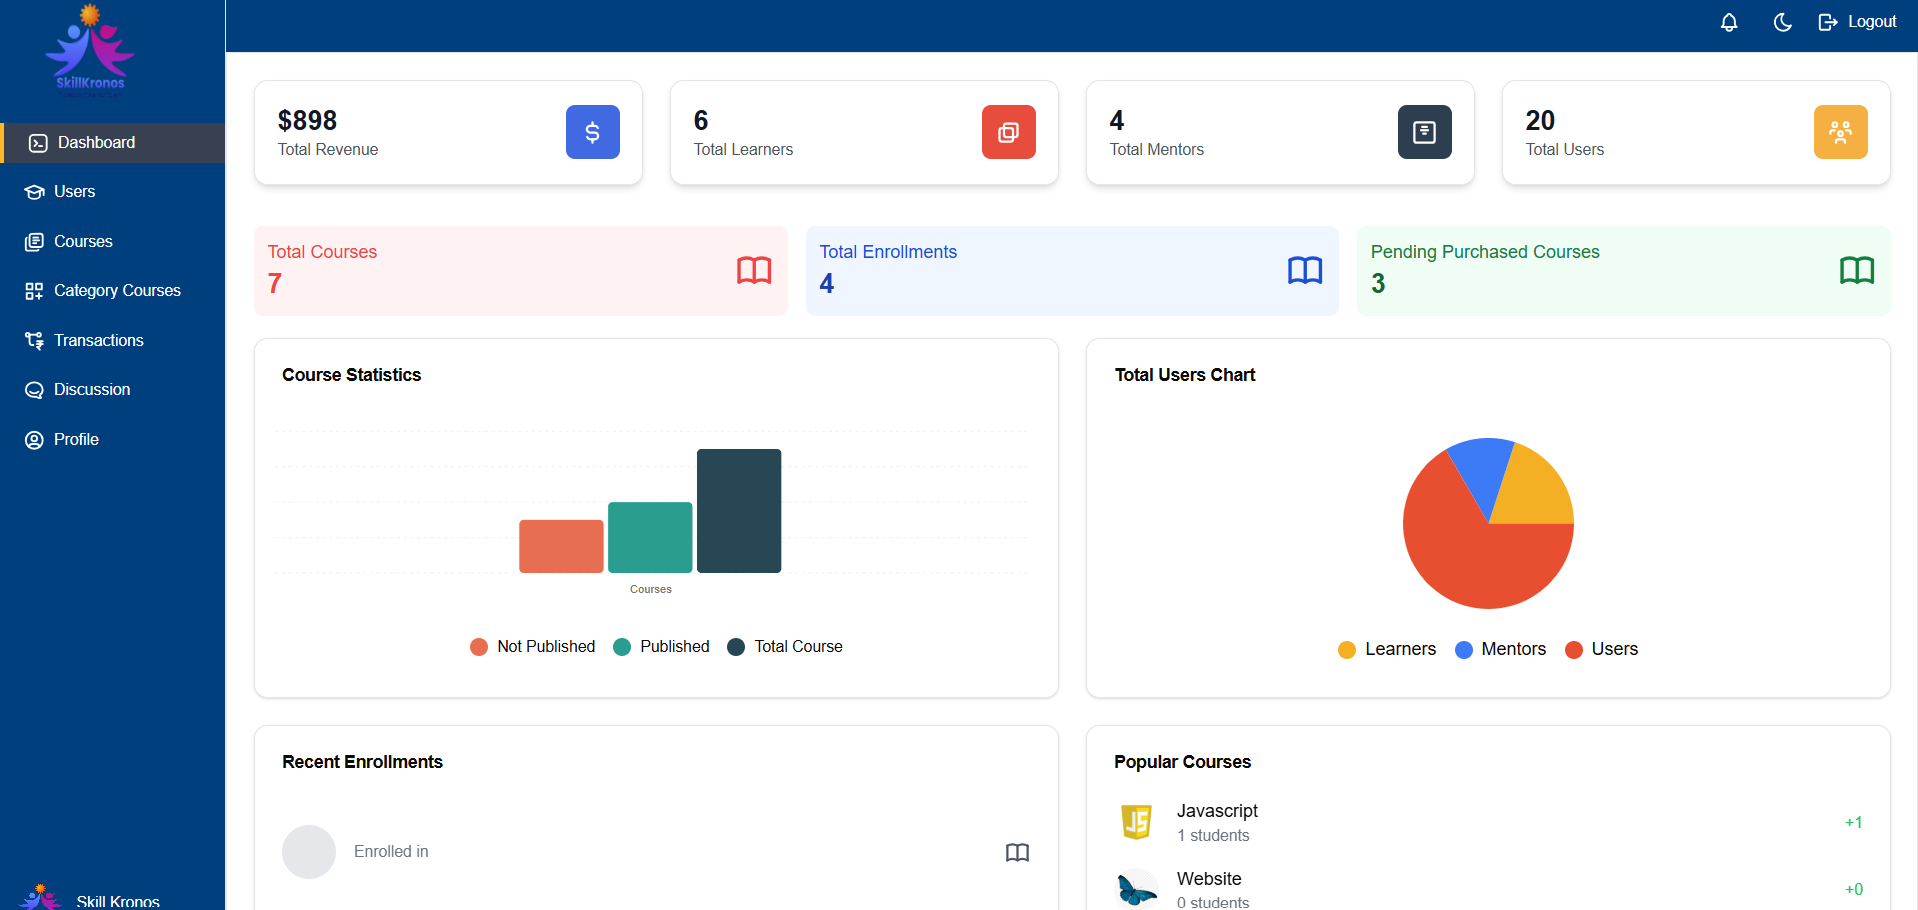 SkillKronos
Logout
Dashboard
Users
Courses
Category Courses
Transactions
Discussion
Profile
Skill Kronos
$898
Total Revenue
$
6
Total Learners
4
Total Mentors
20
Total Users
Total Courses
7
Total Enrollments
4
Pending Purchased Courses
3
Course Statistics
Courses
Not Published
Published
Total Course
Total Users Chart
Learners
Mentors
Users
Recent Enrollments
Enrolled in
Popular Courses
JS
Javascript
1 students
+1
Website
0 students
+0